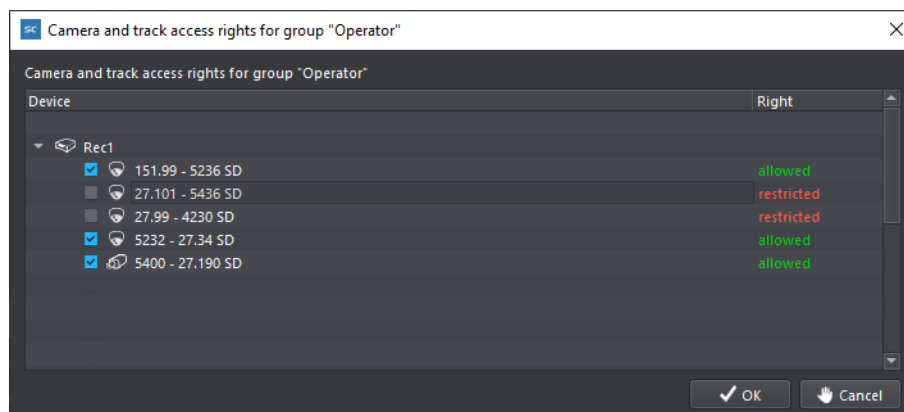 sc Camera and track access rights for group "Operator"
Camera and track access rights for group "Operator"
Device Right
Rec1
151.99 - 5236 SD allowed
27.101 - 5436 SD restricted
27.99 - 4230 SD restricted
5232 - 27.34 SD allowed
5400 - 27.190 SD allowed
OK Cancel